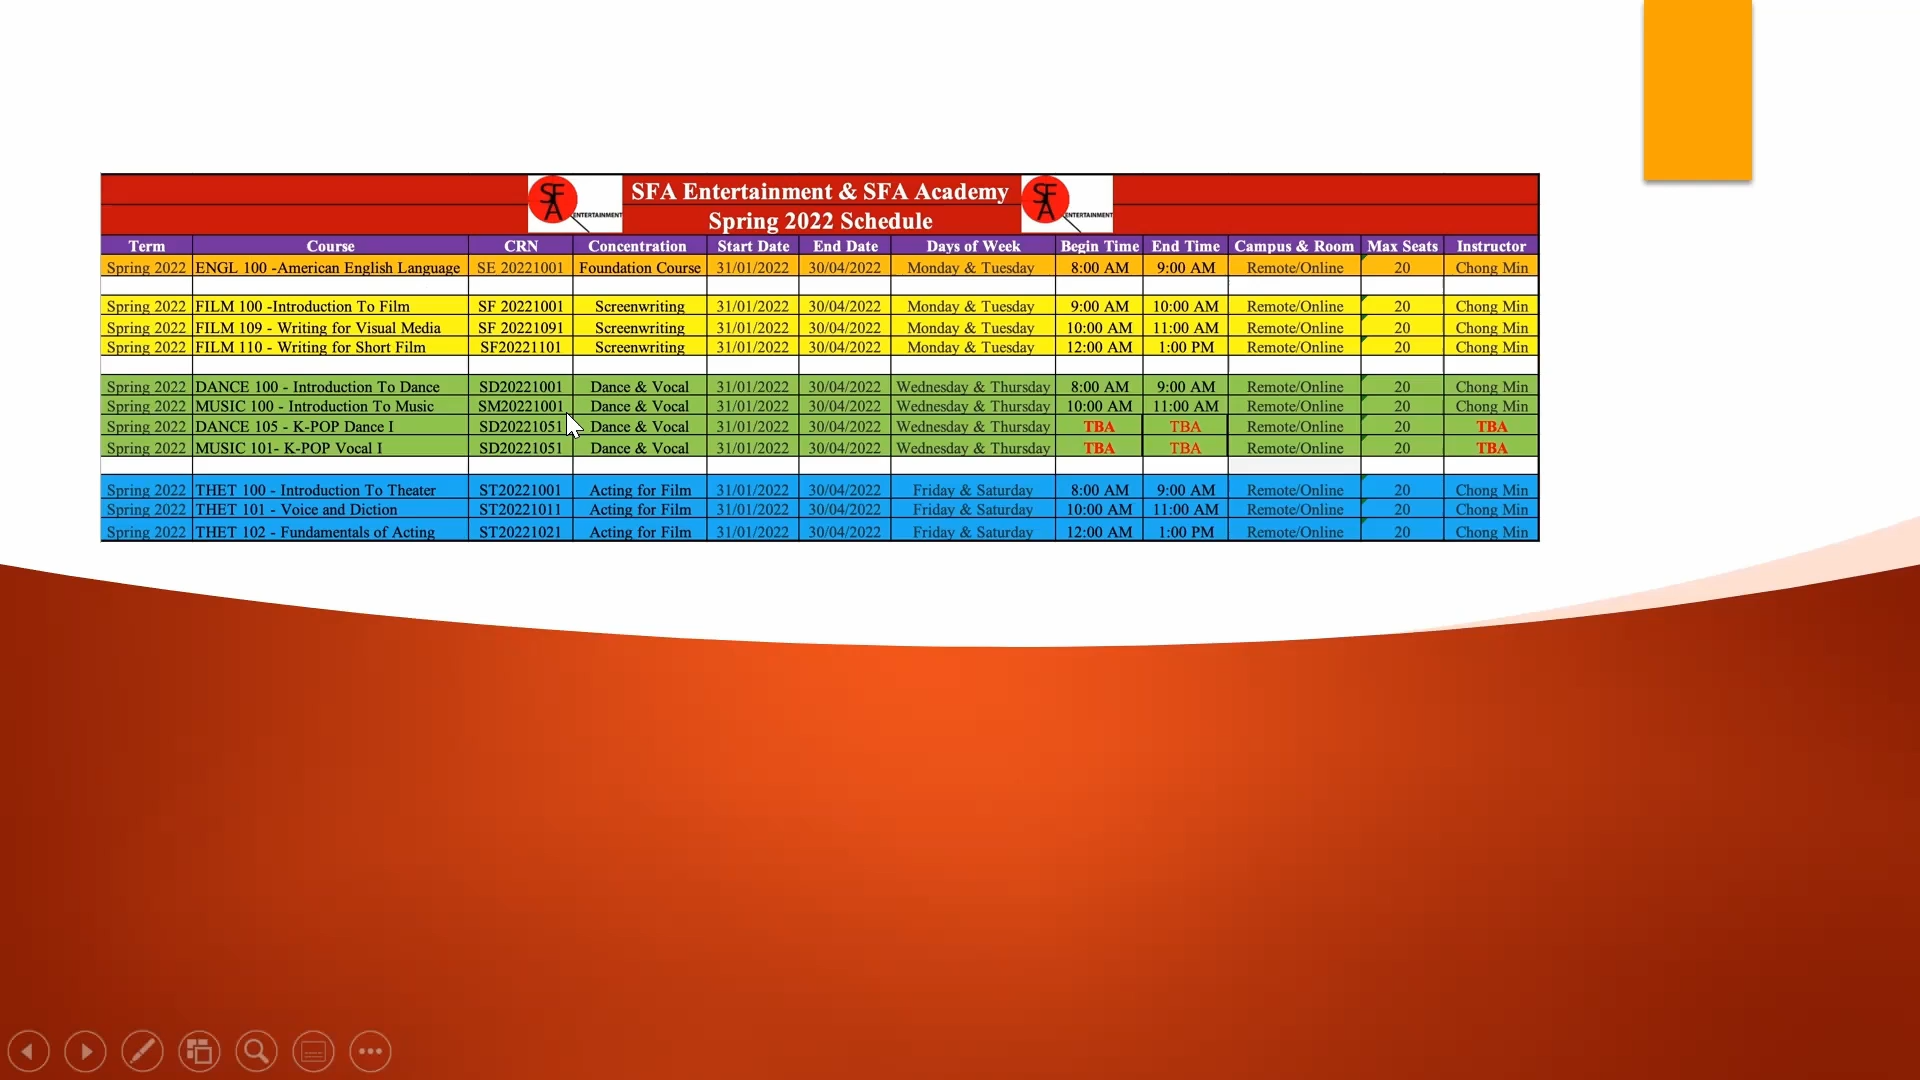 SFA ENTERTAINMENT SFA Entertainment & SFA Academy SFA ENTERTAINMENT
Spring 2022 Schedule
Term Course CRN Concentration Start Date End Date Days of Week Begin Time End Time Campus & Room Max Seats Instructor
Spring 2022 ENGL 100 -American English Language SE 20221001 Foundation Course 31/01/2022 30/04/2022 Monday & Tuesday 8:00 AM 9:00 AM Remote/Online 20 Chong Min
Spring 2022 FILM 100 -Introduction To Film SF 20221001 Screenwriting 31/01/2022 30/04/2022 Monday & Tuesday 9:00 AM 10:00 AM Remote/Online 20 Chong Min
Spring 2022 FILM 109 - Writing for Visual Media SF 20221091 Screenwriting 31/01/2022 30/04/2022 Monday & Tuesday 10:00 AM 11:00 AM Remote/Online 20 Chong Min
Spring 2022 FILM 110 - Writing for Short Film SF20221101 Screenwriting 31/01/2022 30/04/2022 Monday & Tuesday 12:00 AM 1:00 PM Remote/Online 20 Chong Min
Spring 2022 DANCE 100 - Introduction To Dance SD20221001 Dance & Vocal 31/01/2022 30/04/2022 Wednesday & Thursday 8:00 AM 9:00 AM Remote/Online 20 Chong Min
Spring 2022 MUSIC 100 - Introduction To Music SM20221001 Dance & Vocal 31/01/2022 30/04/2022 Wednesday & Thursday 10:00 AM 11:00 AM Remote/Online 20 Chong Min
Spring 2022 DANCE 105 - K-POP Dance I SD20221051 Dance & Vocal 31/01/2022 30/04/2022 Wednesday & Thursday TBA TBA Remote/Online 20 TBA
Spring 2022 MUSIC 101- K-POP Vocal I SD20221051 Dance & Vocal 31/01/2022 30/04/2022 Wednesday & Thursday TBA TBA Remote/Online 20 TBA
Spring 2022 THET 100 - Introduction To Theater ST20221001 Acting for Film 31/01/2022 30/04/2022 Friday & Saturday 8:00 AM 9:00 AM Remote/Online 20 Chong Min
Spring 2022 THET 101 - Voice and Diction ST20221011 Acting for Film 31/01/2022 30/04/2022 Friday & Saturday 10:00 AM 11:00 AM Remote/Online 20 Chong Min
Spring 2022 THET 102 - Fundamentals of Acting ST20221021 Acting for Film 31/01/2022 30/04/2022 Friday & Saturday 12:00 AM 1:00 PM Remote/Online 20 Chong Min